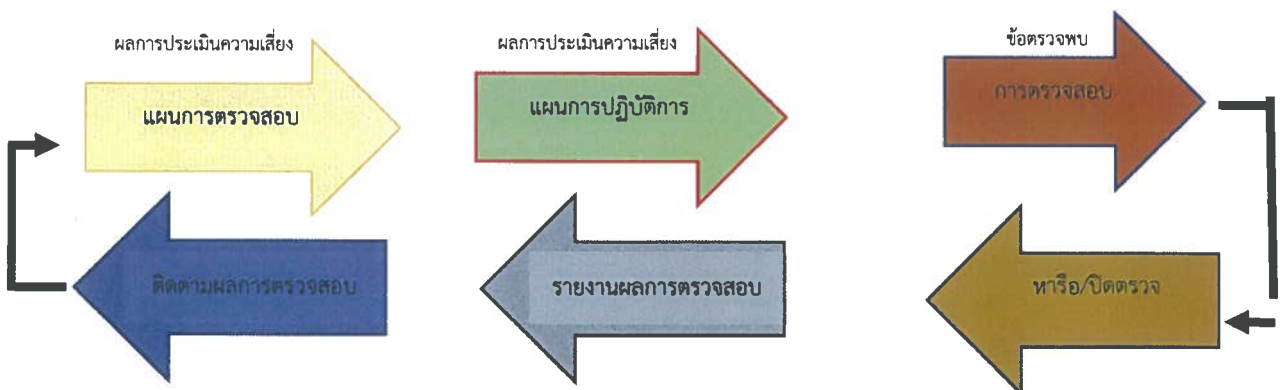 ผลการประเมินความเสี่ยง
ผลการประเมินความเสี่ยง
ข้อตรวจพบ
แผนการตรวจสอบ
แผนการปฏิบัติการ
การตรวจสอบ
ติดตามผลการตรวจสอบ
รายงานผลการตรวจสอบ
หารือ/ปิดตรวจ